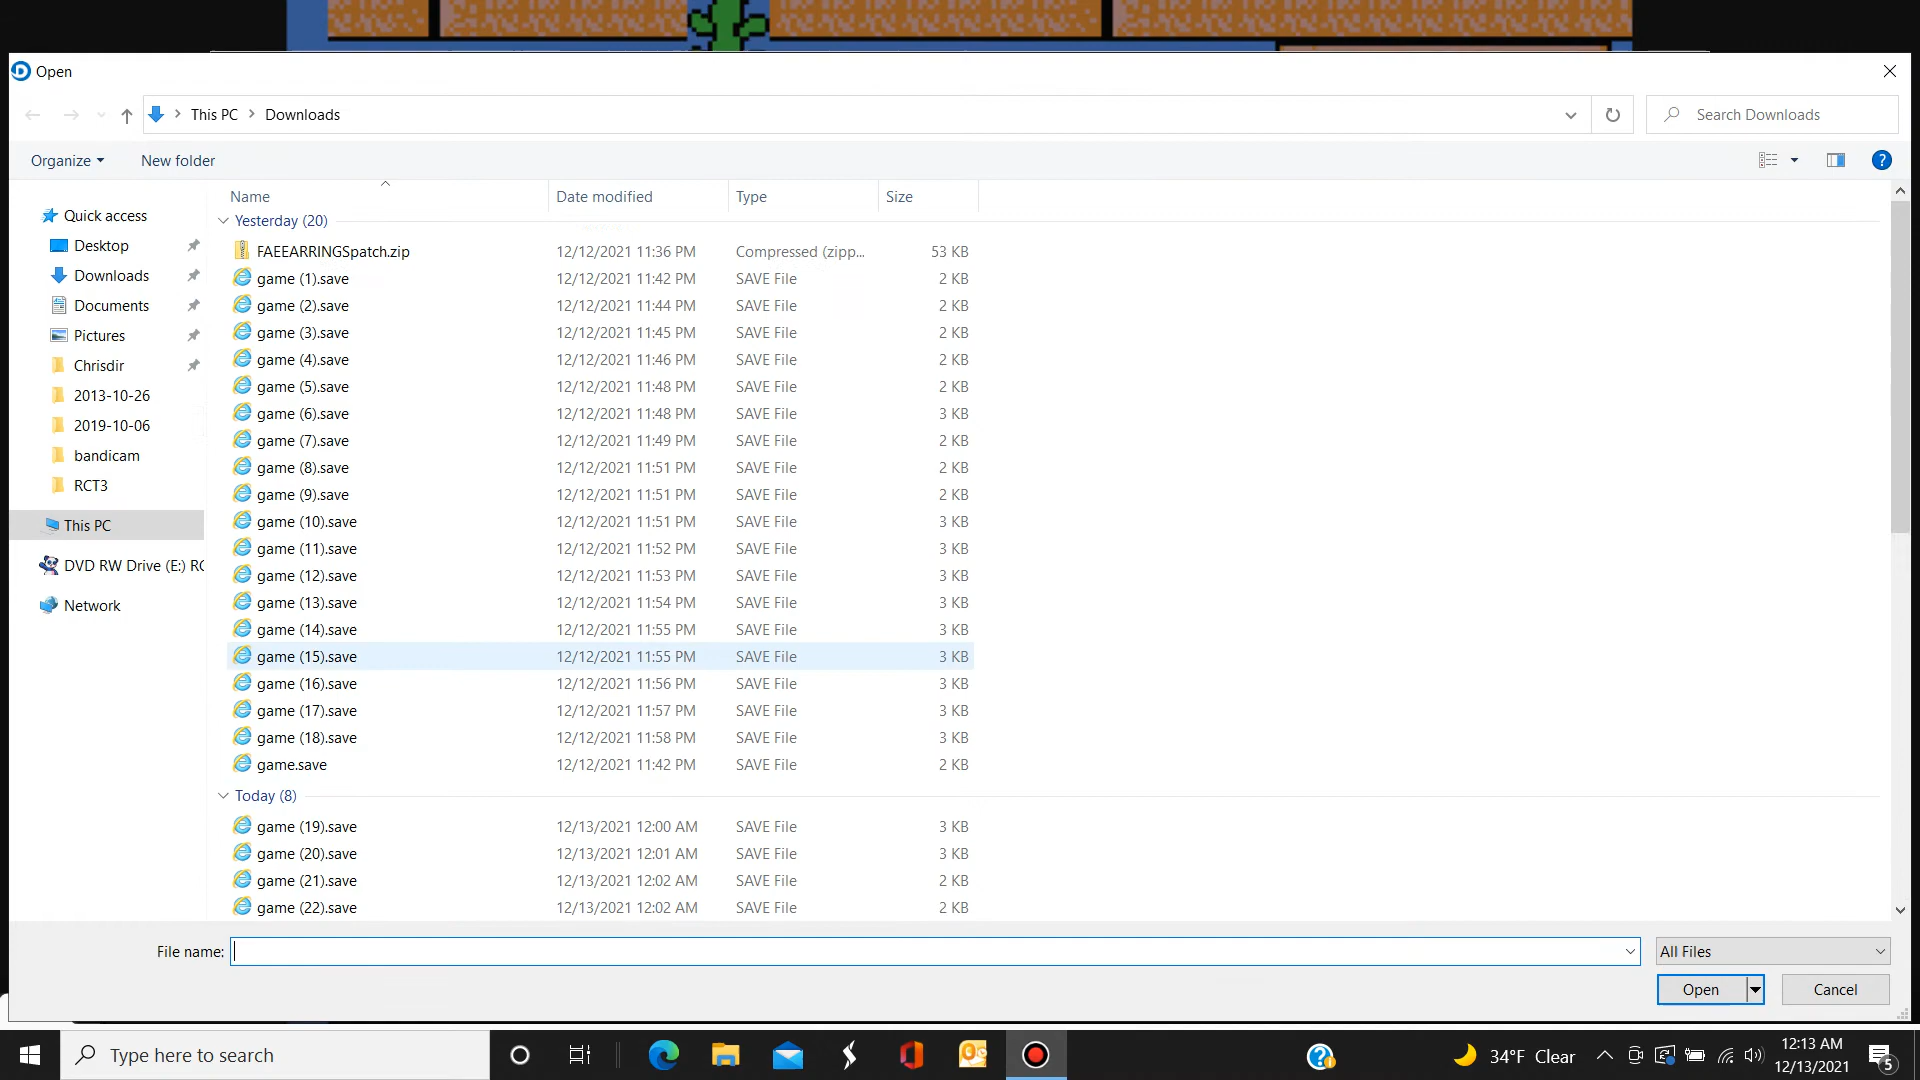 Open
This PC > Downloads
Search Downloads
Organize
New folder
Name
Date modified
Type
Size
Quick access
Desktop
Downloads
Documents
Pictures
Chrisdir
2013-10-26
2019-10-06
bandicam
RCT3
This PC
DVD RW Drive (E:) RC
Network
Yesterday (20)
FAEEARRINGSpatch.zip 12/12/2021 11:36 PM Compressed (zipp... 53 KB
game (1).save 12/12/2021 11:42 PM SAVE File 2 KB
game (2).save 12/12/2021 11:44 PM SAVE File 2 KB
game (3).save 12/12/2021 11:45 PM SAVE File 2 KB
game (4).save 12/12/2021 11:46 PM SAVE File 2 KB
game (5).save 12/12/2021 11:48 PM SAVE File 2 KB
game (6).save 12/12/2021 11:48 PM SAVE File 3 KB
game (7).save 12/12/2021 11:49 PM SAVE File 2 KB
game (8).save 12/12/2021 11:51 PM SAVE File 2 KB
game (9).save 12/12/2021 11:51 PM SAVE File 2 KB
game (10).save 12/12/2021 11:51 PM SAVE File 3 KB
game (11).save 12/12/2021 11:52 PM SAVE File 3 KB
game (12).save 12/12/2021 11:53 PM SAVE File 3 KB
game (13).save 12/12/2021 11:54 PM SAVE File 3 KB
game (14).save 12/12/2021 11:55 PM SAVE File 3 KB
game (15).save 12/12/2021 11:55 PM SAVE File 3 KB
game (16).save 12/12/2021 11:56 PM SAVE File 3 KB
game (17).save 12/12/2021 11:57 PM SAVE File 3 KB
game (18).save 12/12/2021 11:58 PM SAVE File 3 KB
game.save 12/12/2021 11:42 PM SAVE File 2 KB
Today (8)
game (19).save 12/13/2021 12:00 AM SAVE File 3 KB
game (20).save 12/13/2021 12:01 AM SAVE File 3 KB
game (21).save 12/13/2021 12:02 AM SAVE File 2 KB
game (22).save 12/13/2021 12:02 AM SAVE File 2 KB
File name:
All Files
Open
Cancel
Type here to search
34°F Clear
12:13 AM
12/13/2021
5